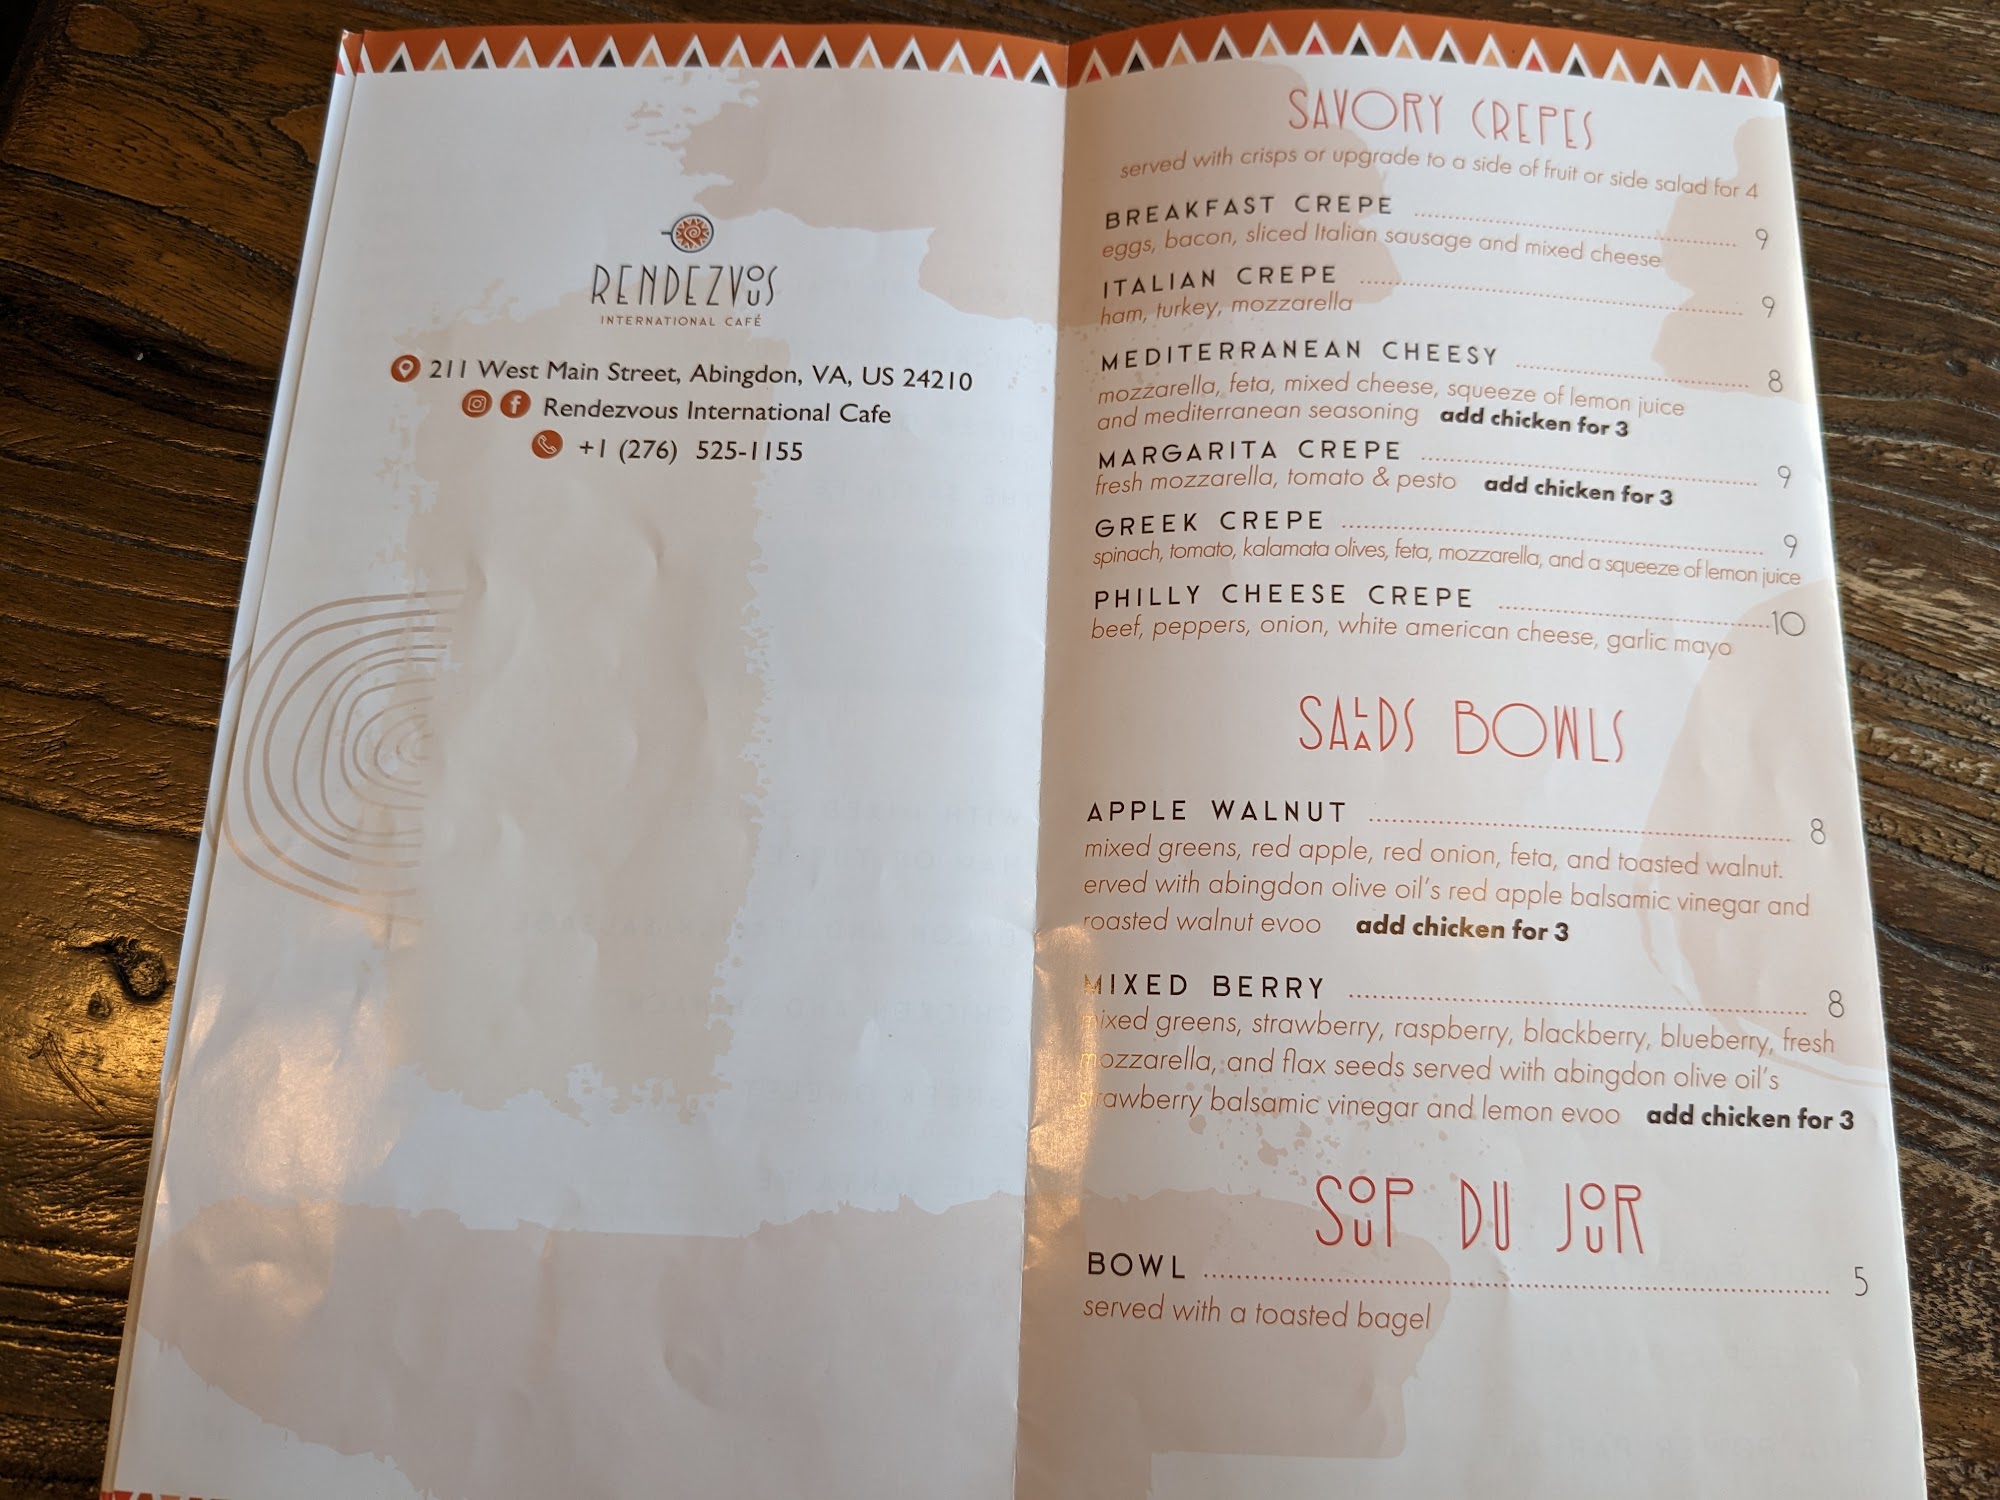 RENDEZVOUS
INTERNATIONAL CAFÉ
211 West Main Street, Abingdon, VA, US 24210
Rendezvous International Cafe
+1 (276) 525-1155
SAVORY CREPES
served with crisps or upgrade to a side of fruit or side salad for 4
BREAKFAST CREPE 9
eggs, bacon, sliced Italian sausage and mixed cheese
ITALIAN CREPE 9
ham, turkey, mozzarella
MEDITERRANEAN CHEESY 8
mozzarella, feta, mixed cheese, squeeze of lemon juice
and mediterranean seasoning add chicken for 3
MARGARITA CREPE 9
fresh mozzarella, tomato & pesto add chicken for 3
GREEK CREPE 9
spinach, tomato, kalamata olives, feta, mozzarella, and a squeeze of lemon juice
PHILLY CHEESE CREPE 10
beef, peppers, onion, white american cheese, garlic mayo
SALADS BOWLS
APPLE WALNUT 8
mixed greens, red apple, red onion, feta, and toasted walnut.
erved with abingdon olive oil's red apple balsamic vinegar and
roasted walnut evoo add chicken for 3
MIXED BERRY 8
mixed greens, strawberry, raspberry, blackberry, blueberry, fresh
mozzarella, and flax seeds served with abingdon olive oil's
strawberry balsamic vinegar and lemon evoo add chicken for 3
SOUP DU JOUR
BOWL 5
served with a toasted bagel